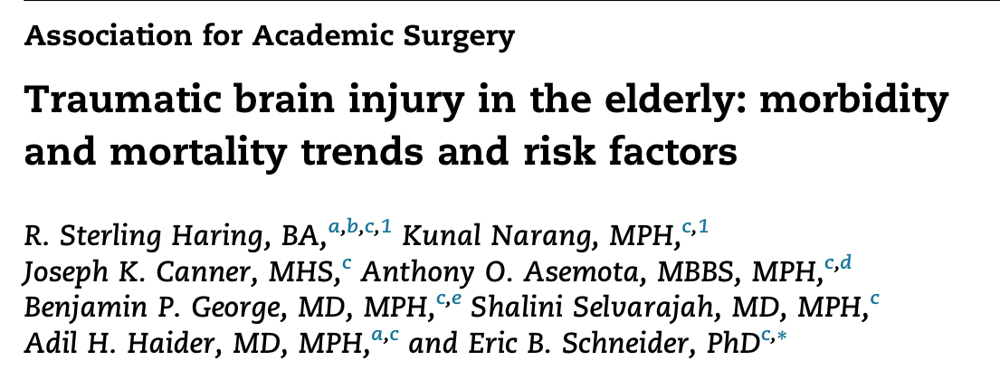 Association for Academic Surgery
Traumatic brain injury in the elderly: morbidity
and mortality trends and risk factors
R. Sterling Haring, BA,a,b,c,1 Kunal Narang, MPH,c,1
Joseph K. Canner, MHS,c Anthony O. Asemota, MBBS, MPH,c,d
Benjamin P. George, MD, MPH,c,e Shalini Selvarajah, MD, MPH,c
Adil H. Haider, MD, MPH,a,c and Eric B. Schneider, PhDc,*